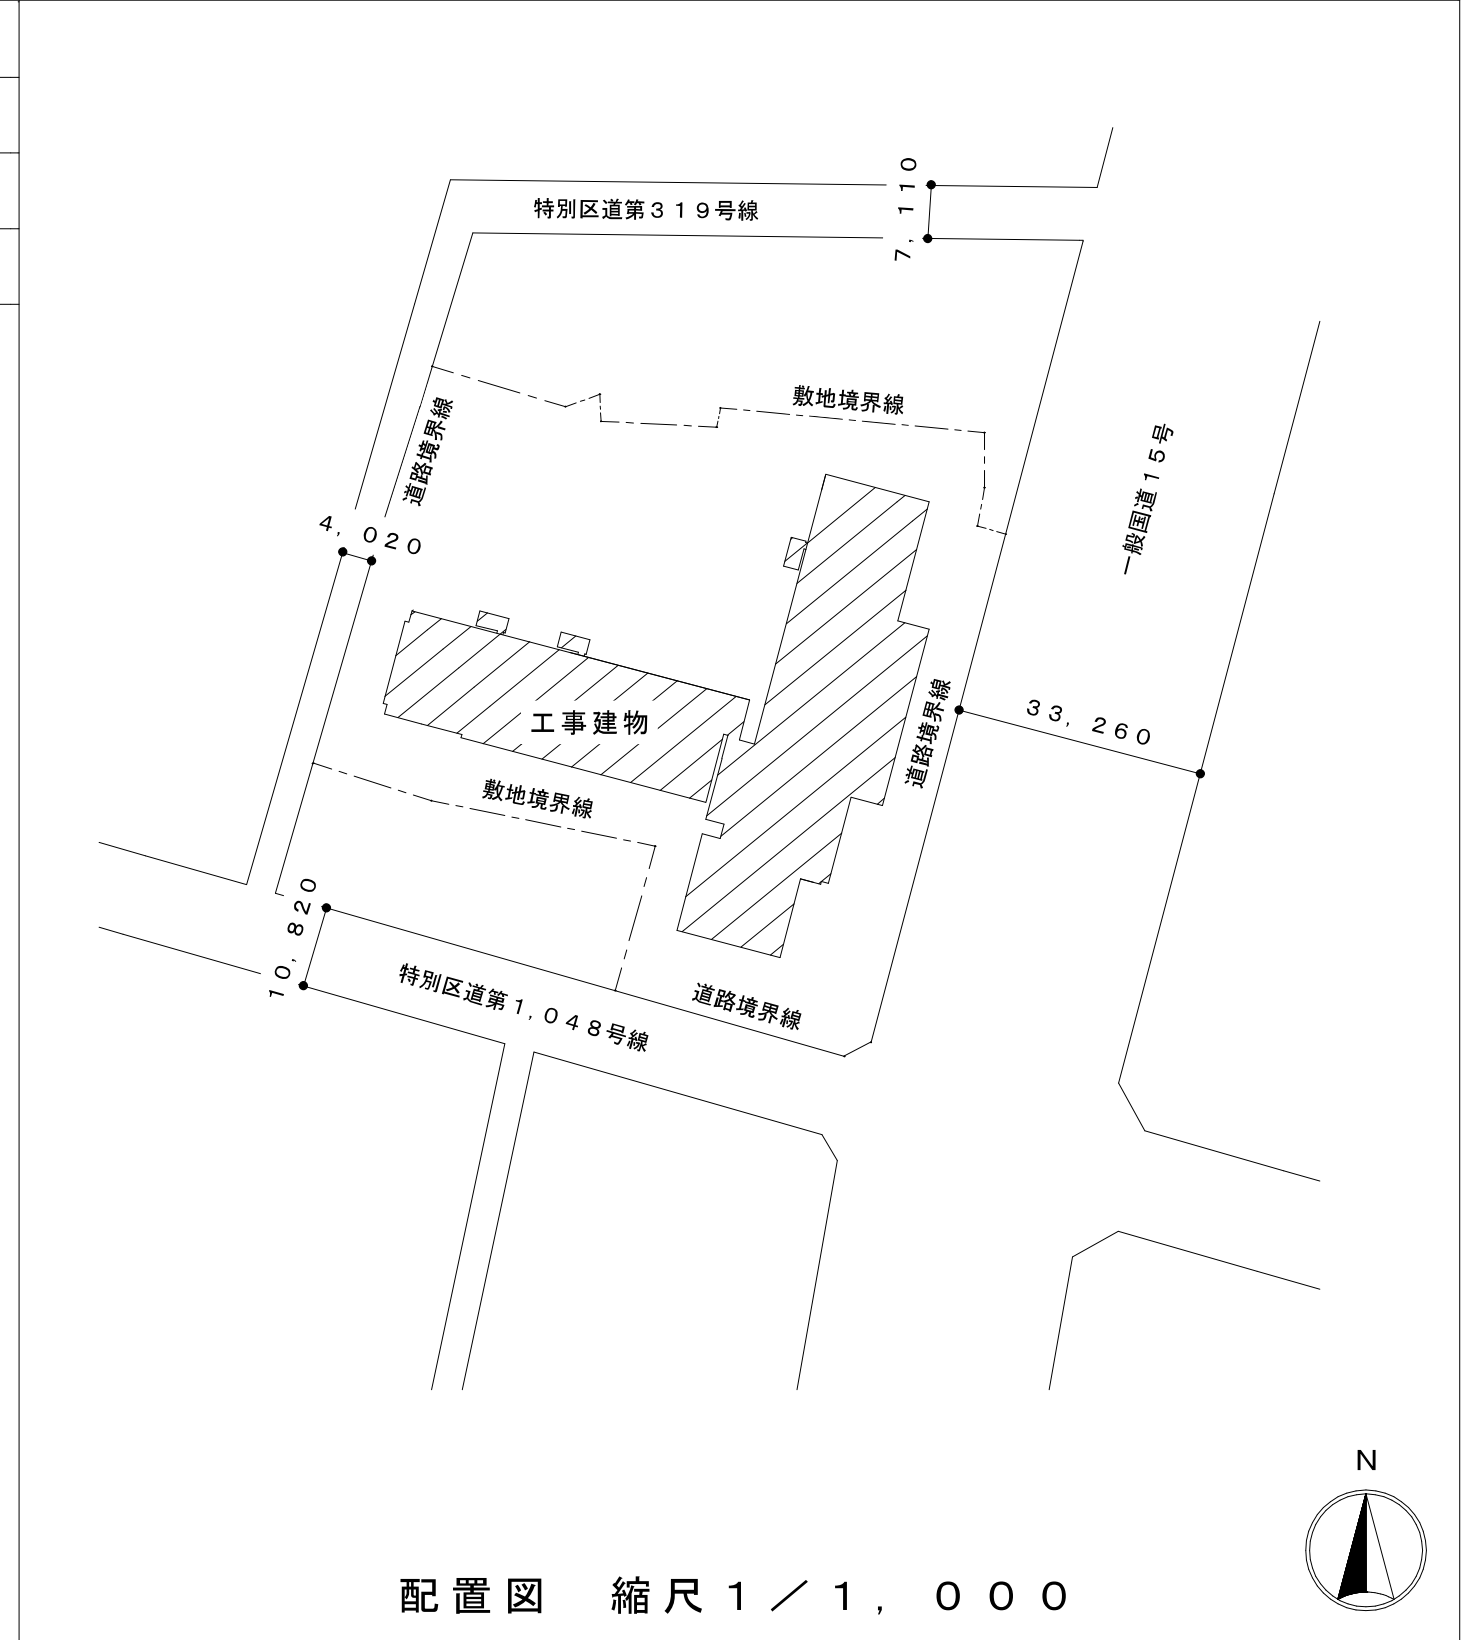 特別区道第３１９号線
７，１１０
敷地境界線
道路境界線
一般国道１５号
４，０２０
工事建物
道路境界線
３３，２６０
敷地境界線
１０，８２０
特別区道第１，０４８号線
道路境界線
N
配置図　縮尺１／１，０００